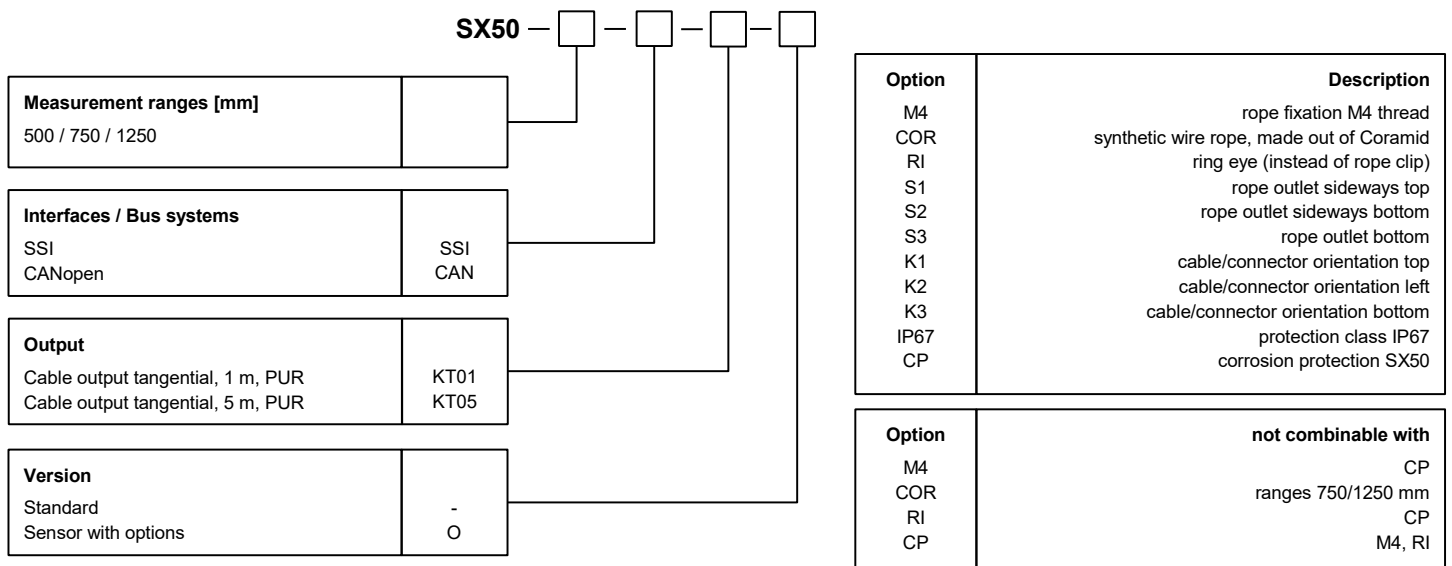 SX50 — — —
Measurement ranges [mm]
500 / 750 / 1250
Interfaces / Bus systems
SSI SSI
CANopen CAN
Output
Cable output tangential, 1 m, PUR KT01
Cable output tangential, 5 m, PUR KT05
Version
Standard -
Sensor with options O
Option Description
M4 rope fixation M4 thread
COR synthetic wire rope, made out of Coramid
RI ring eye (instead of rope clip)
S1 rope outlet sideways top
S2 rope outlet sideways bottom
S3 rope outlet bottom
K1 cable/connector orientation top
K2 cable/connector orientation left
K3 cable/connector orientation bottom
IP67 protection class IP67
CP corrosion protection SX50
Option not combinable with
M4 CP
COR ranges 750/1250 mm
RI CP
CP M4, RI